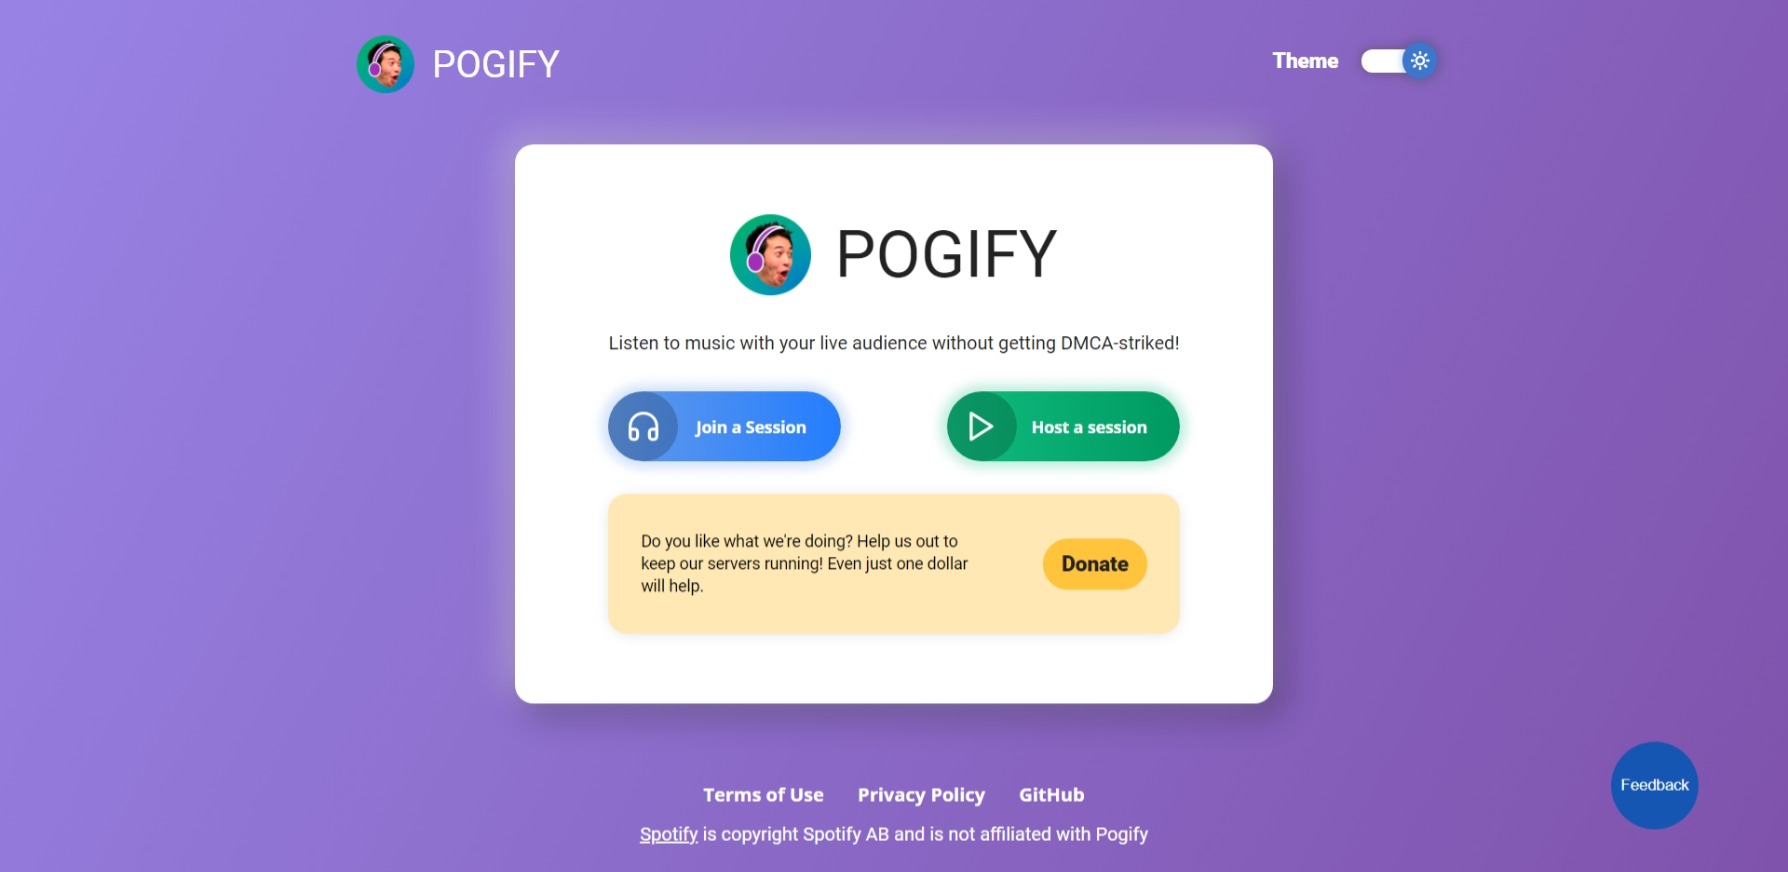 POGIFY
Theme
POGIFY
Listen to music with your live audience without getting DMCA-striked!
Join a Session
Host a session
Do you like what we're doing? Help us out to
keep our servers running! Even just one dollar
will help.
Donate
Feedback
Terms of Use Privacy Policy GitHub
Spotify is copyright Spotify AB and is not affiliated with Pogify